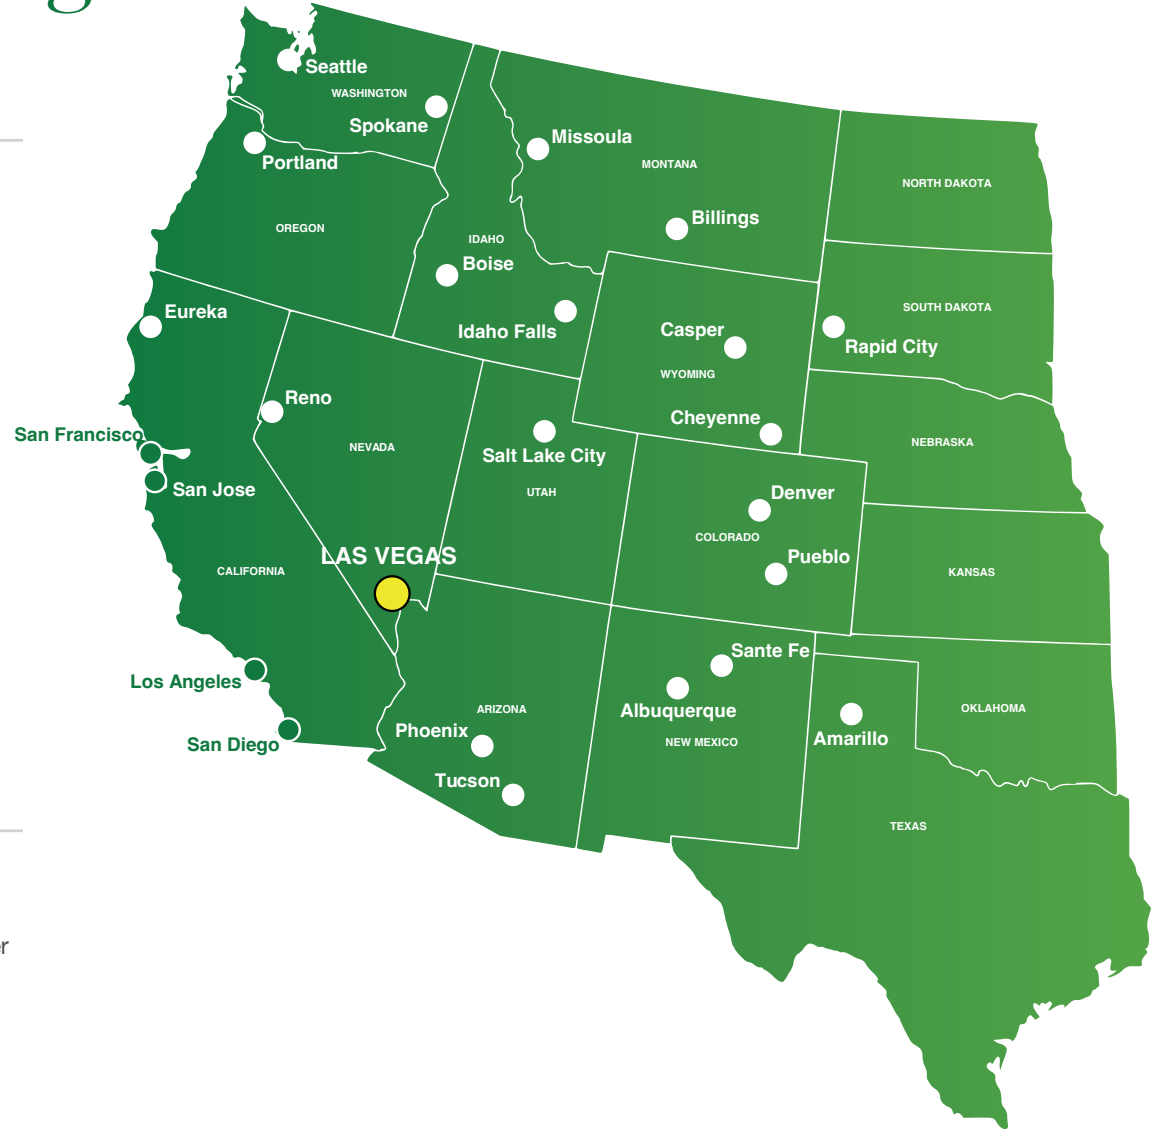 g
Seattle
WASHINGTON
Spokane
Missoula
Portland
MONTANA
NORTH DAKOTA
Billings
OREGON
IDAHO
Boise
SOUTH DAKOTA
Eureka
Idaho Falls
Casper
Rapid City
WYOMING
Reno
Cheyenne
San Francisco
NEVADA
NEBRASKA
Salt Lake City
San Jose
UTAH
Denver
COLORADO
LAS VEGAS
Pueblo
CALIFORNIA
KANSAS
Sante Fe
Los Angeles
ARIZONA
Albuquerque
OKLAHOMA
Phoenix
NEW MEXICO
Amarillo
San Diego
Tucson
TEXAS
er